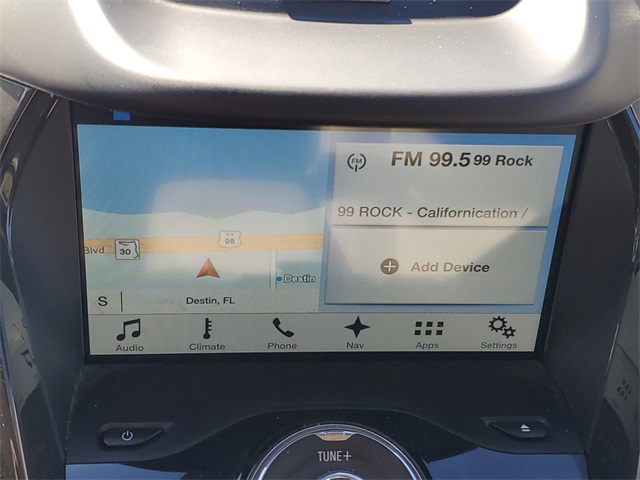 FM
FM 99.5 99 Rock
99 ROCK - Californication /
98
Blvd
30
Destin
S
Destin, FL
Add Device
Audio
Climate
Phone
Nav
Apps
Settings
TUNE+